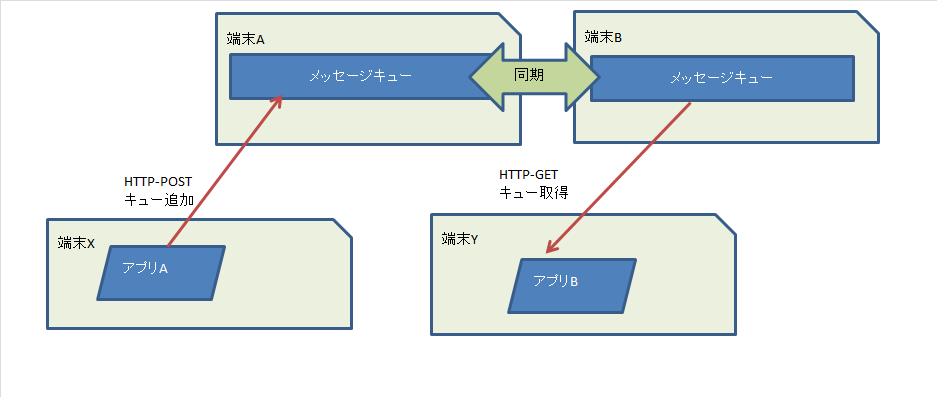 端末A
メッセージキュー
同期
端末B
メッセージキュー
HTTP-POST
キュー追加
HTTP-GET
キュー取得
端末X
アプリA
端末Y
アプリB